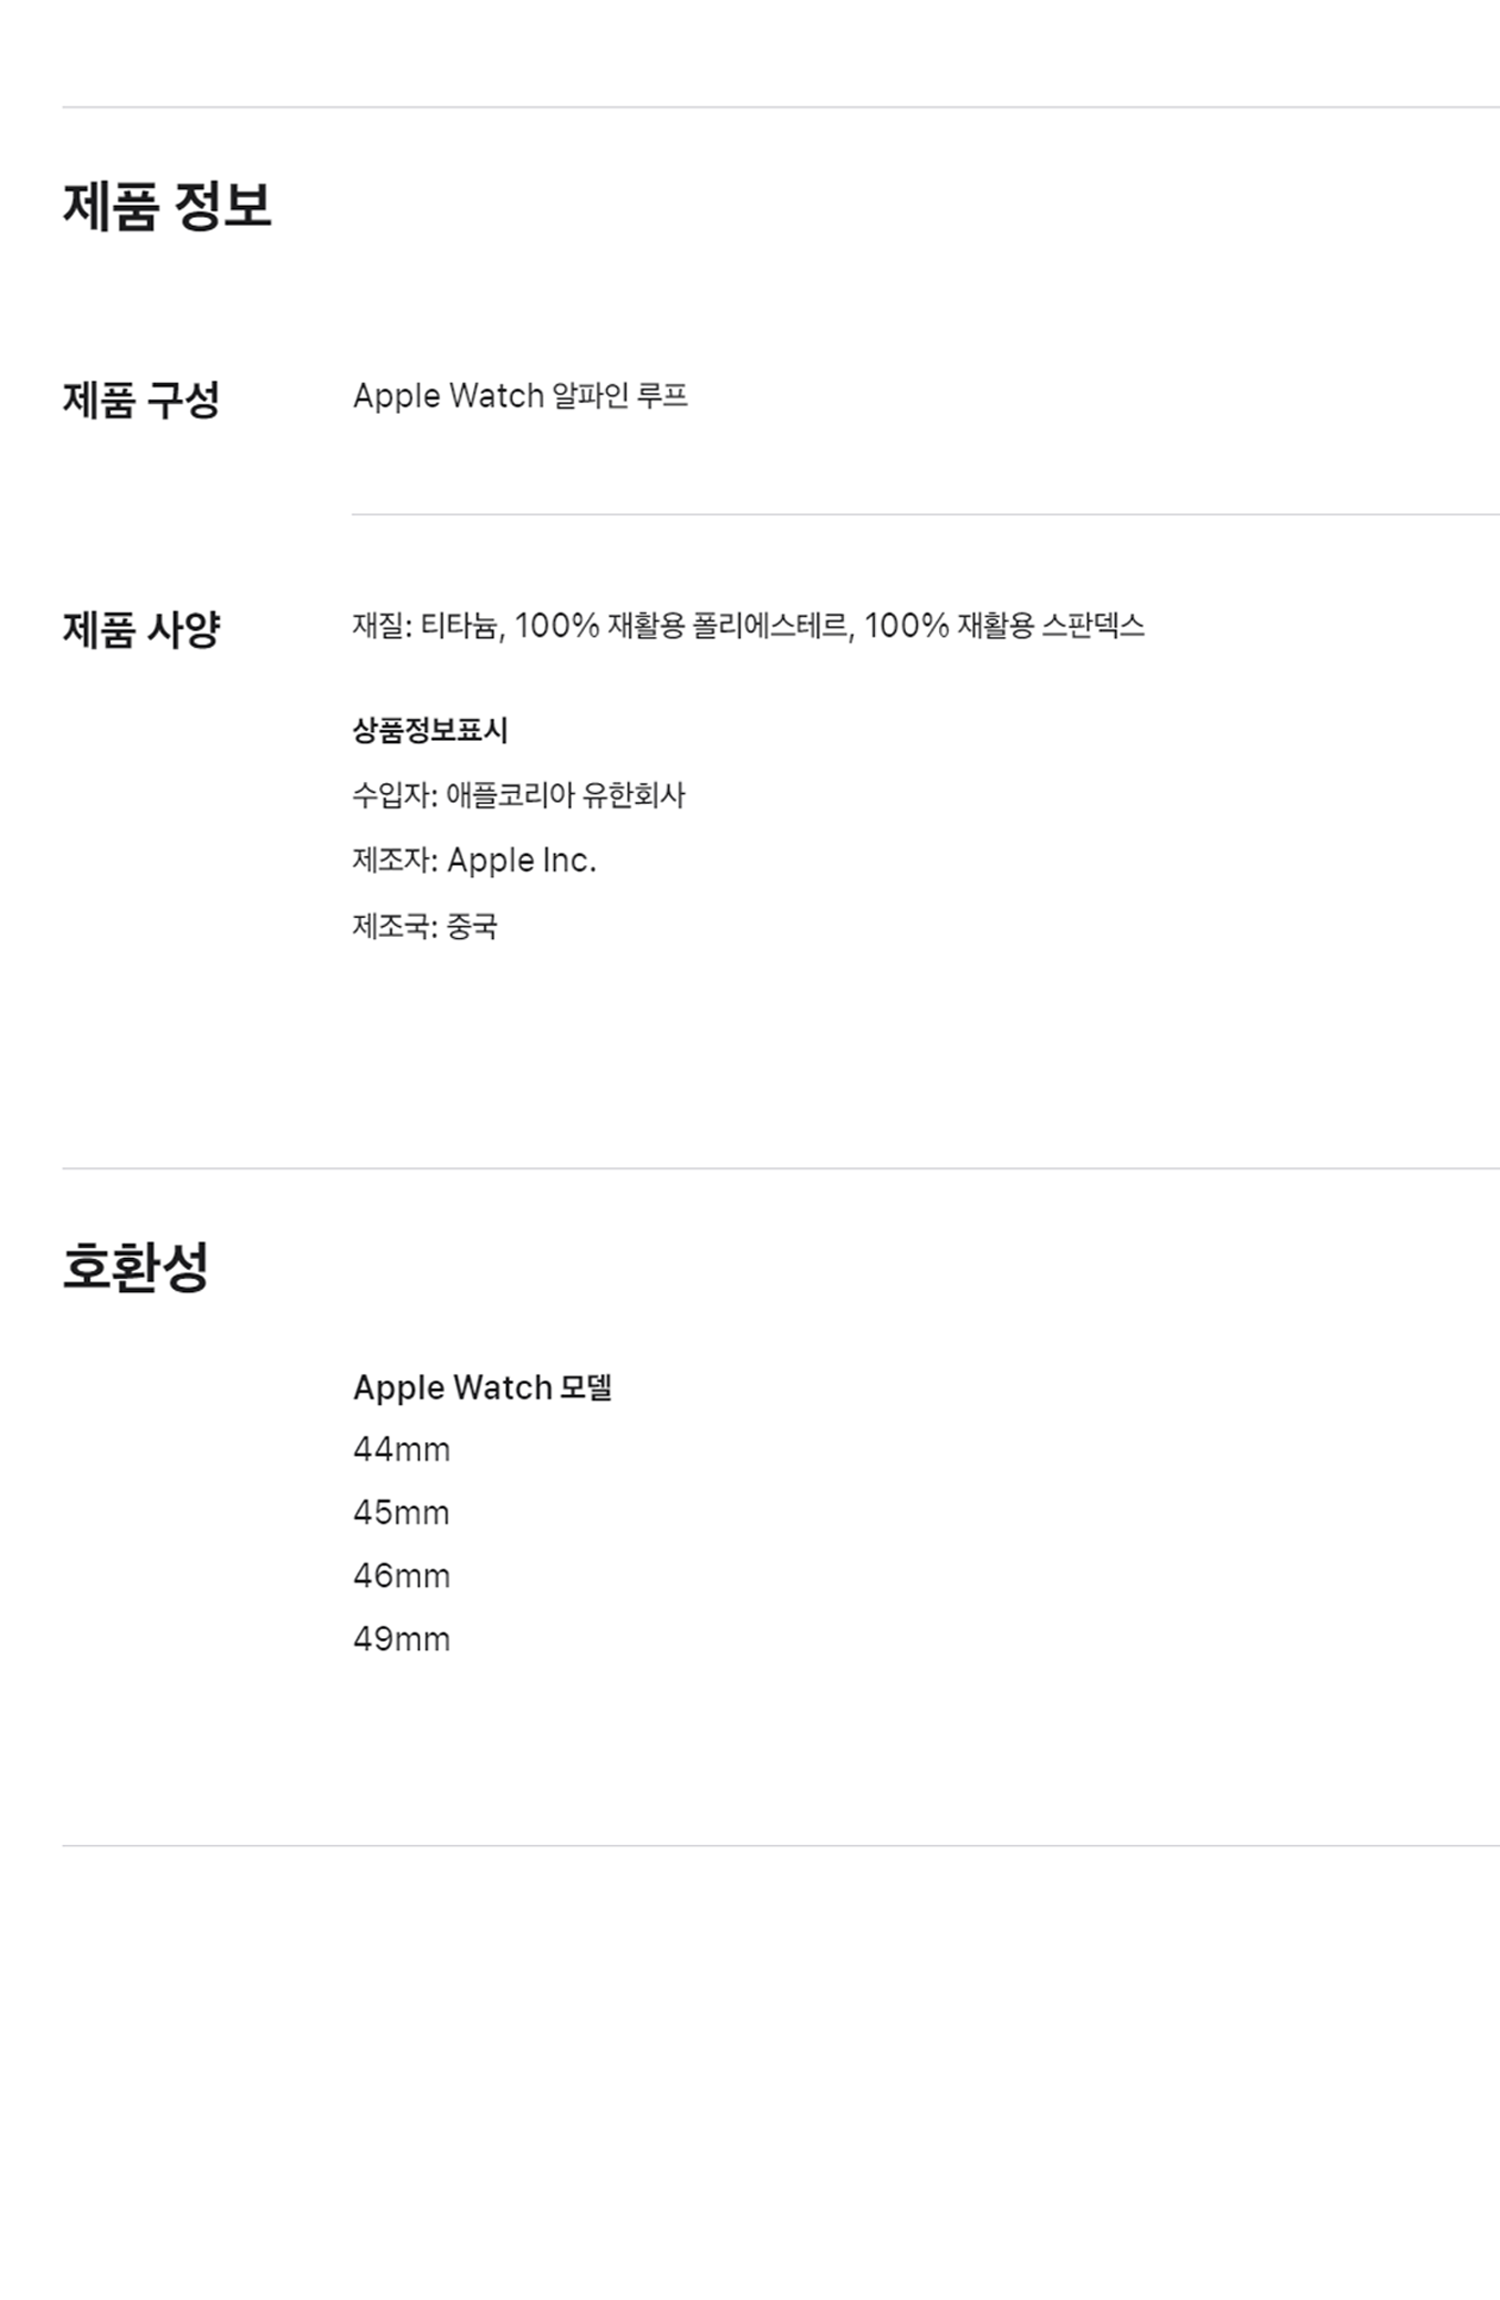 제품 정보
제품 구성
Apple Watch 알파인 루프
제품 사양
재질: 티타늄, 100% 재활용 폴리에스테르, 100% 재활용 스판덱스
상품정보표시
수입자: 애플코리아 유한회사
제조자: Apple Inc.
제조국: 중국
호환성
Apple Watch 모델
44mm
45mm
46mm
49mm